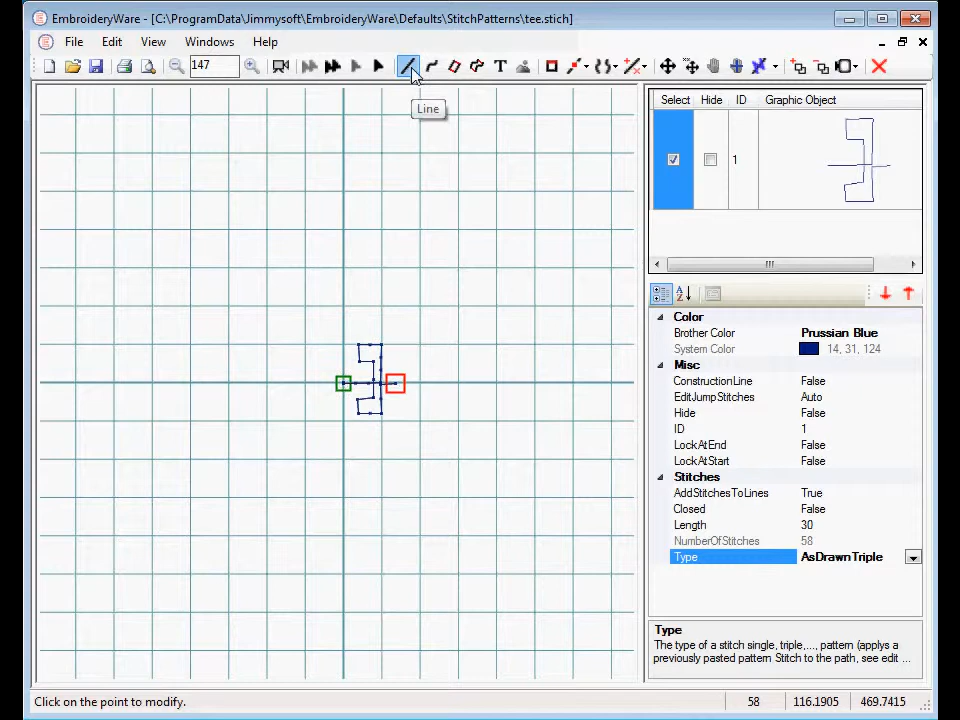 EmbroideryWare - [C:\ProgramData\Jimmysoft\EmbroideryWare\Defaults\StitchPatterns\tee.stich]
File Edit View Windows Help
147
T
Line
Select Hide ID Graphic Object
1
Color
Brother Color Prussian Blue
System Color 14, 31, 124
Misc
ConstructionLine False
EditJumpStitches Auto
Hide False
ID 1
LockAtEnd False
LockAtStart False
Stitches
AddStitchesToLines True
Closed False
Length 30
NumberOfStitches 58
Type AsDrawnTriple
Type
The type of a stitch single, triple,..., pattern (applys a
previously pasted pattern Stitch to the path, see edit ...
Click on the point to modify. 58 116.1905 469.7415